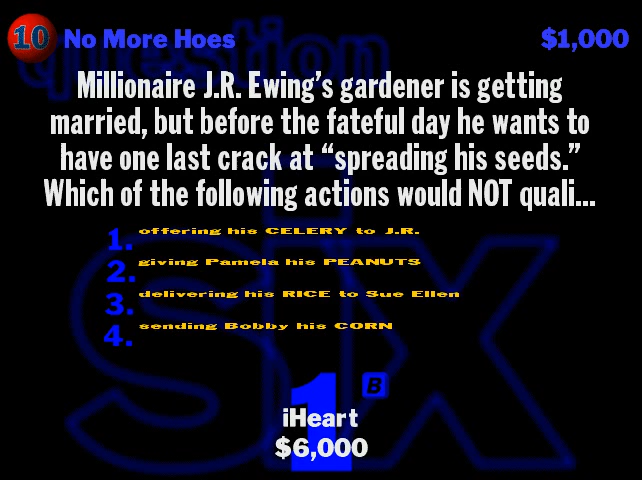 10 No More Hoes $1,000
question
Millionaire J.R. Ewing's gardener is getting
married, but before the fateful day he wants to
have one last crack at “spreading his seeds.”
Which of the following actions would NOT quali...
1. offering his CELERY to J.R.
2. giving Pamela his PEANUTS
3. delivering his RICE to Sue Ellen
4. sending Bobby his CORN
six
1 B
iHeart
$6,000